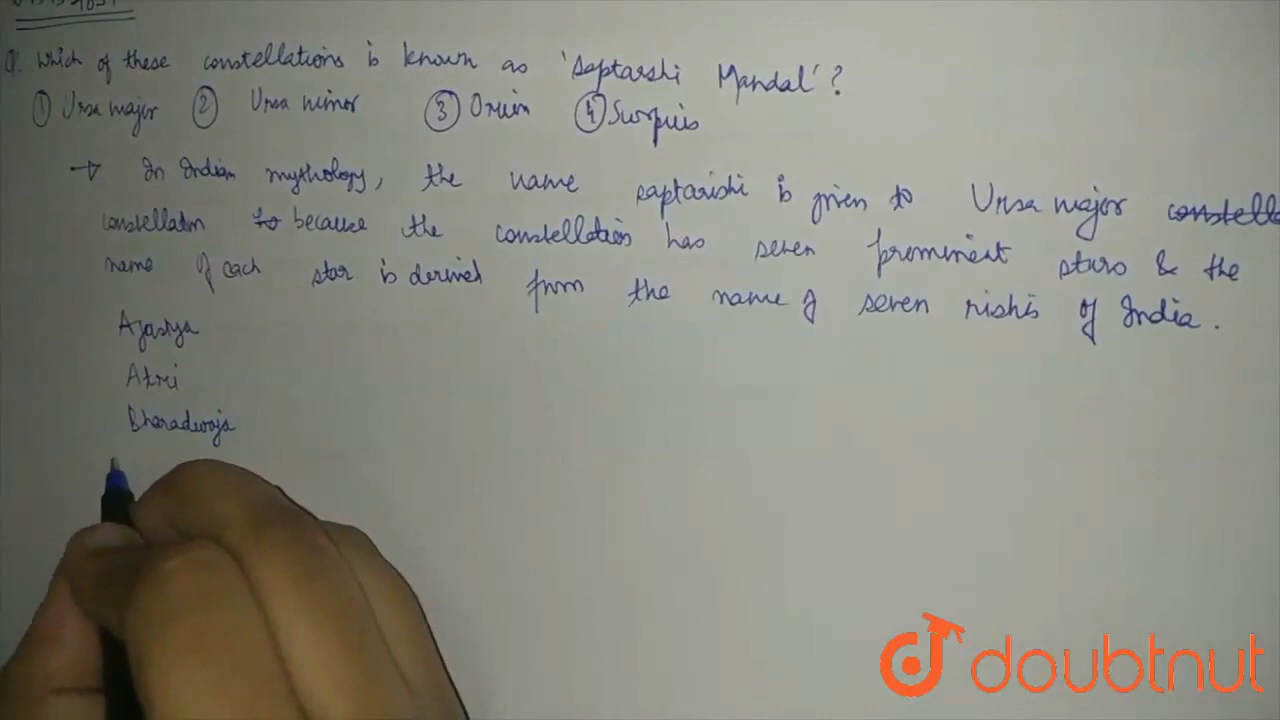 Q. Which of these constellations is known as 'Saptarshi Mandal'?
① Ursa major ② Ursa minor ③ Orion ④ Scorpius
→ In Indian mythology, the name saptarishi is given to Ursa major constella
constellation because the constellation has seven prominent stars & the
name of each star is derived from the name of seven rishis of India.
Agastya
Atri
Bharadwaja
doubtnut